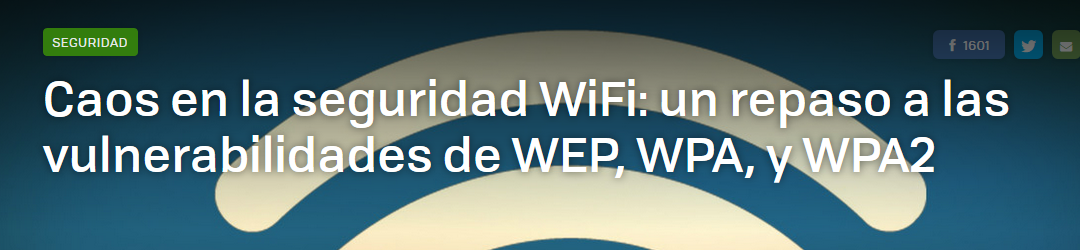 SEGURIDAD
f 1601
Caos en la seguridad WiFi: un repaso a las
vulnerabilidades de WEP, WPA, y WPA2